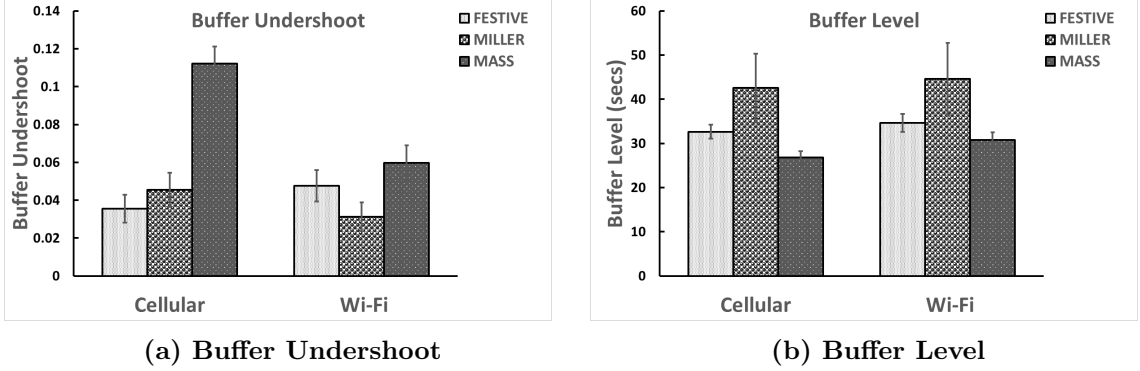 Buffer Undershoot
FESTIVE
MILLER
MASS
Buffer Undershoot
0.14
0.12
0.1
0.08
0.06
0.04
0.02
0
Cellular
Wi-Fi
(a) Buffer Undershoot
Buffer Level
FESTIVE
MILLER
MASS
Buffer Level (secs)
60
50
40
30
20
10
0
Cellular
Wi-Fi
(b) Buffer Level